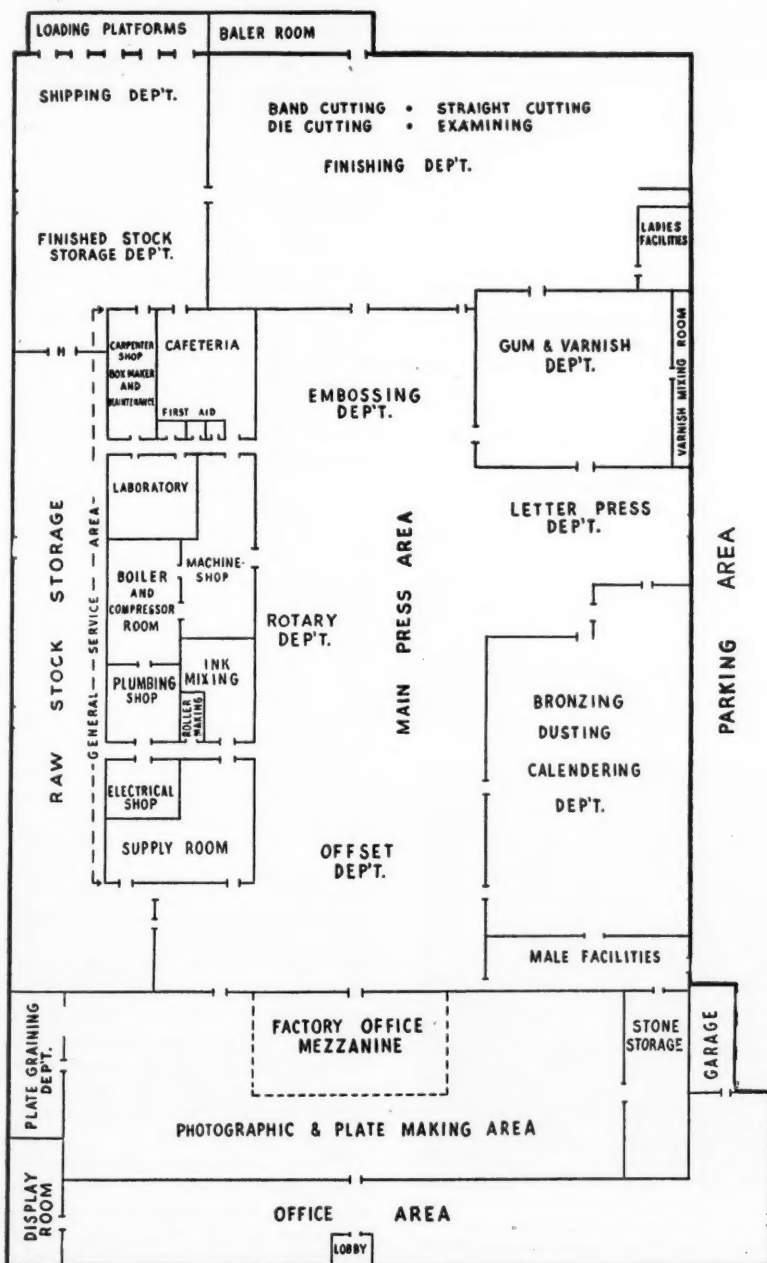 LOADING PLATFORMS
BALER ROOM
SHIPPING DEP'T.
BAND CUTTING • STRAIGHT CUTTING
DIE CUTTING • EXAMINING
FINISHING DEP'T.
LADIES
FACILITIES
FINISHED STOCK
STORAGE DEP'T.
CARPENTER
SHOP
BOX MAKER
AND
MAINTENANCE
CAFETERIA
FIRST AID
GUM & VARNISH
DEP'T.
VARNISH MIXING ROOM
EMBOSSING
DEP'T.
LABORATORY
LETTER PRESS
DEP'T.
RAW STOCK STORAGE
GENERAL SERVICE AREA
MACHINE-
SHOP
BOILER
AND
COMPRESSOR
ROOM
ROTARY
DEP'T.
MAIN PRESS AREA
PARKING AREA
INK
MIXING
PLUMBING
SHOP
ROLLER
MAKING
BRONZING
DUSTING
CALENDERING
DEP'T.
ELECTRICAL
SHOP
SUPPLY ROOM
OFFSET
DEP'T.
MALE FACILITIES
PLATE GRAINING
DEP'T.
FACTORY OFFICE
MEZZANINE
STONE
STORAGE
GARAGE
PHOTOGRAPHIC & PLATE MAKING AREA
DISPLAY
ROOM
OFFICE AREA
LOBBY